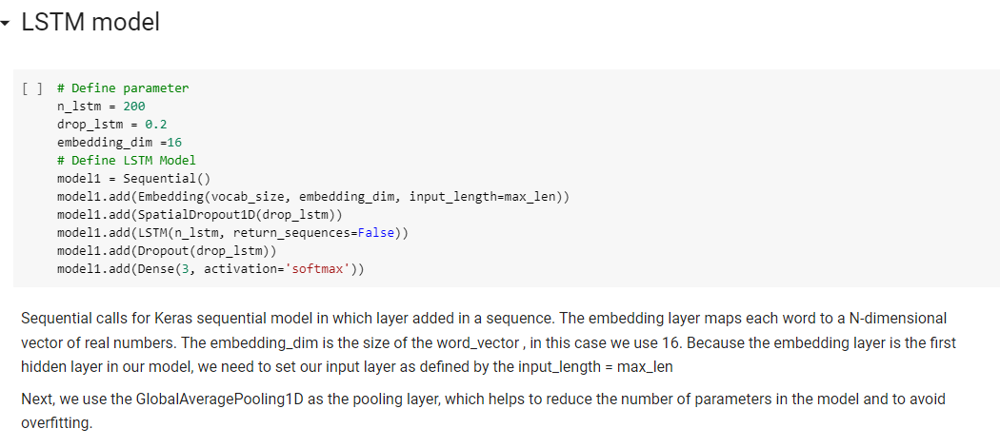 LSTM model
[ ] # Define parameter
n_lstm = 200
drop_lstm = 0.2
embedding_dim =16
# Define LSTM Model
model1 = Sequential()
model1.add(Embedding(vocab_size, embedding_dim, input_length=max_len))
model1.add(SpatialDropout1D(drop_lstm))
model1.add(LSTM(n_lstm, return_sequences=False))
model1.add(Dropout(drop_lstm))
model1.add(Dense(3, activation='softmax'))
Sequential calls for Keras sequential model in which layer added in a sequence. The embedding layer maps each word to a N-dimensional
vector of real numbers. The embedding_dim is the size of the word_vector , in this case we use 16. Because the embedding layer is the first
hidden layer in our model, we need to set our input layer as defined by the input_length = max_len
Next, we use the GlobalAveragePooling1D as the pooling layer, which helps to reduce the number of parameters in the model and to avoid
overfitting.